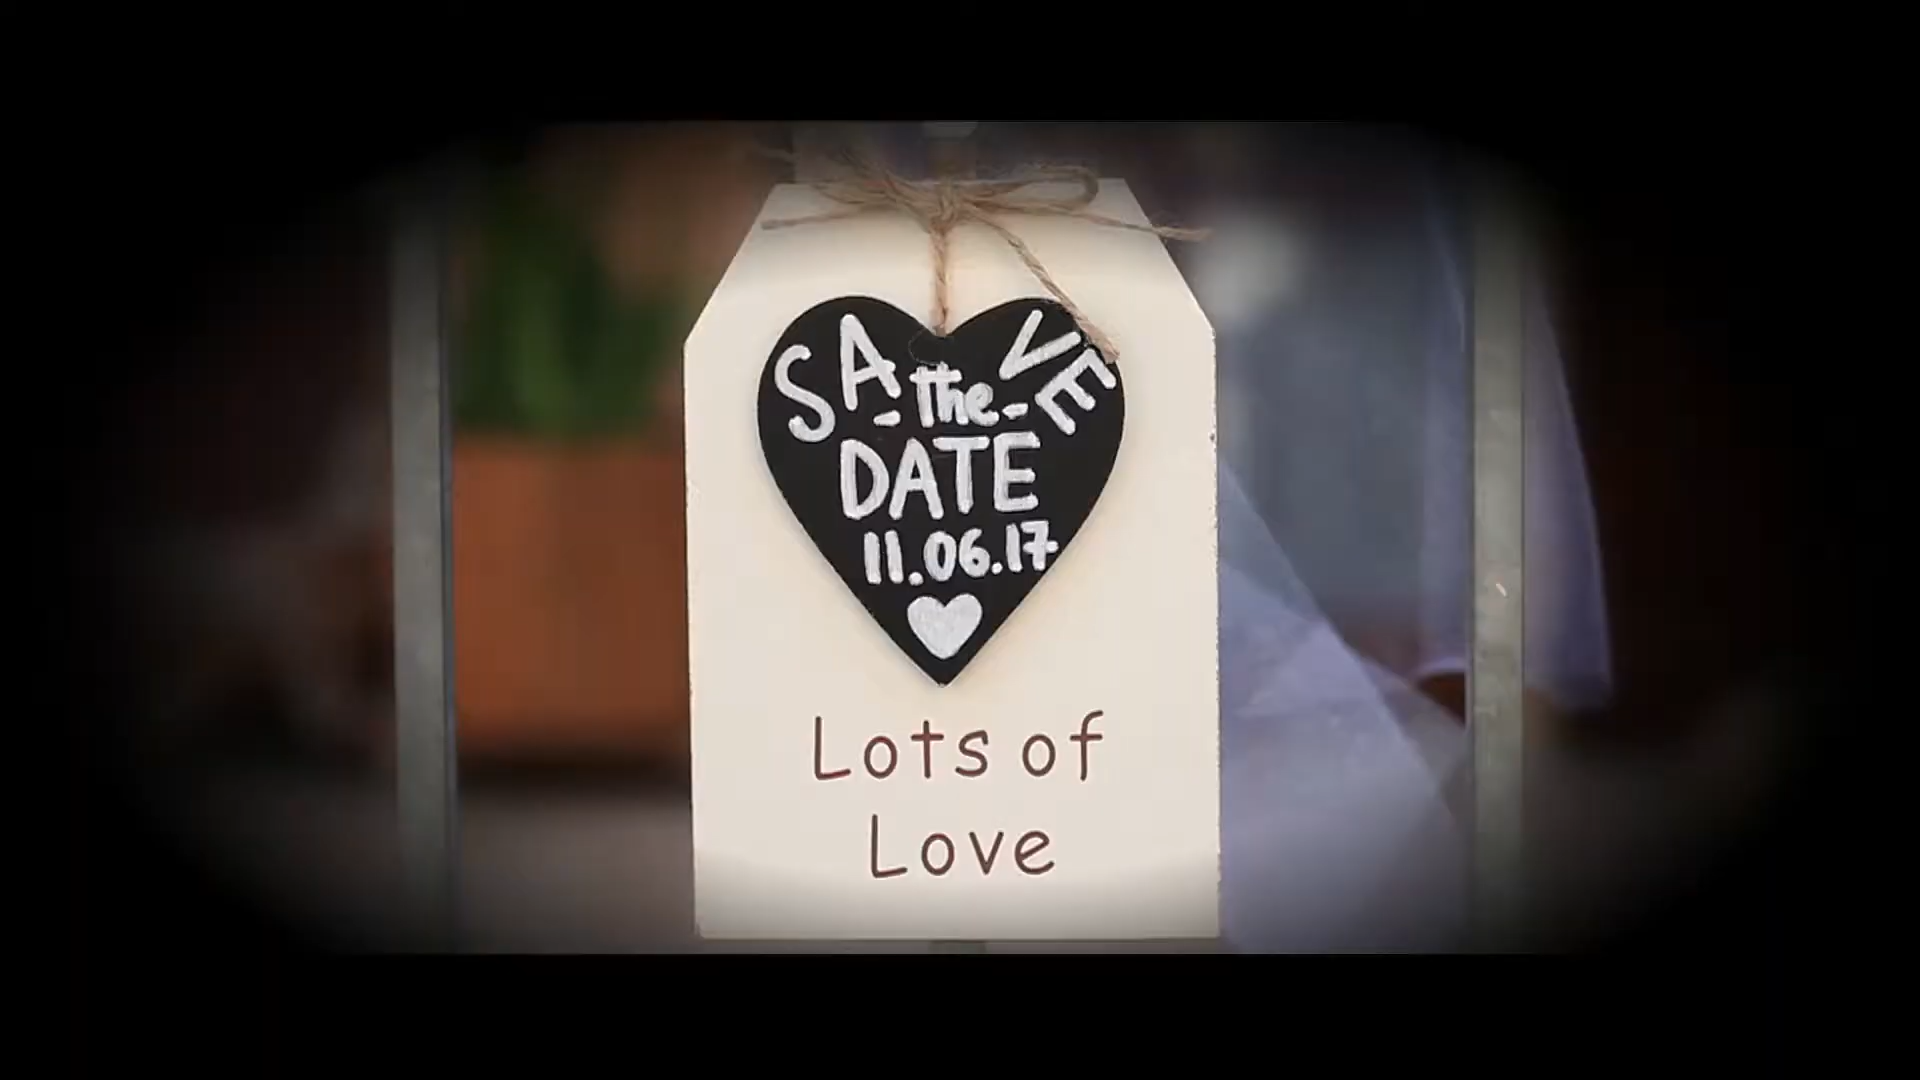 SAVE
- the -
DATE
11.06.17
Lots of
Love